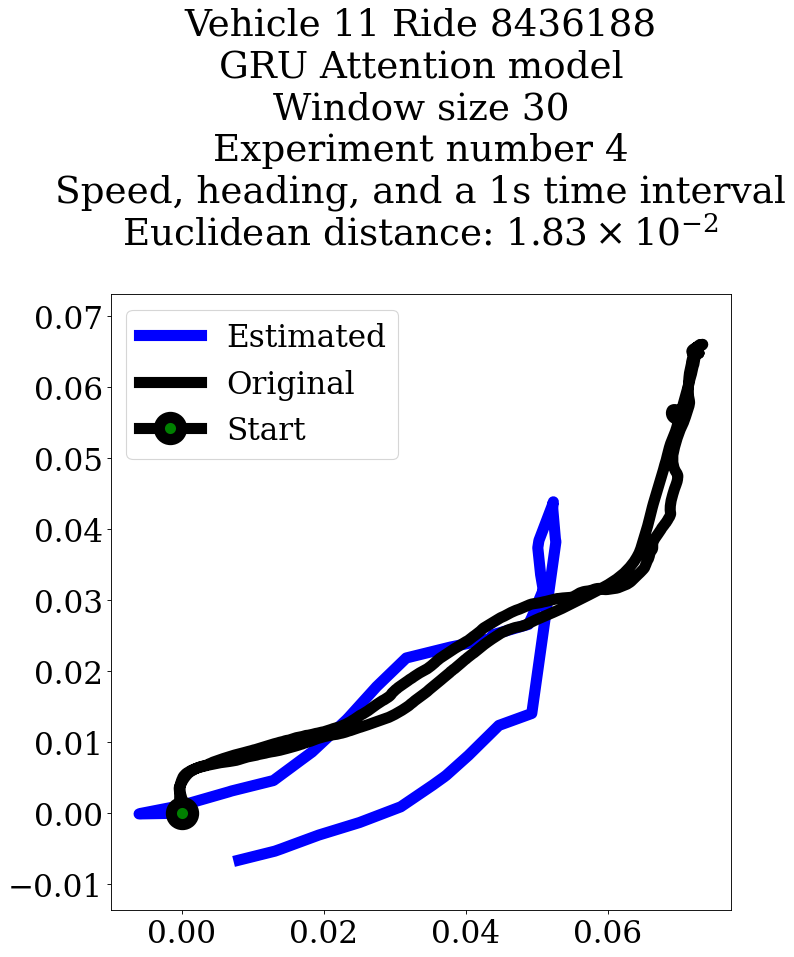 Vehicle 11 Ride 8436188
GRU Attention model
Window size 30
Experiment number 4
Speed, heading, and a 1s time interval
Euclidean distance: 1.83 × 10⁻²
0.07
0.06
0.05
0.04
0.03
0.02
0.01
0.00
−0.01
Estimated
Original
Start
0.00 0.02 0.04 0.06